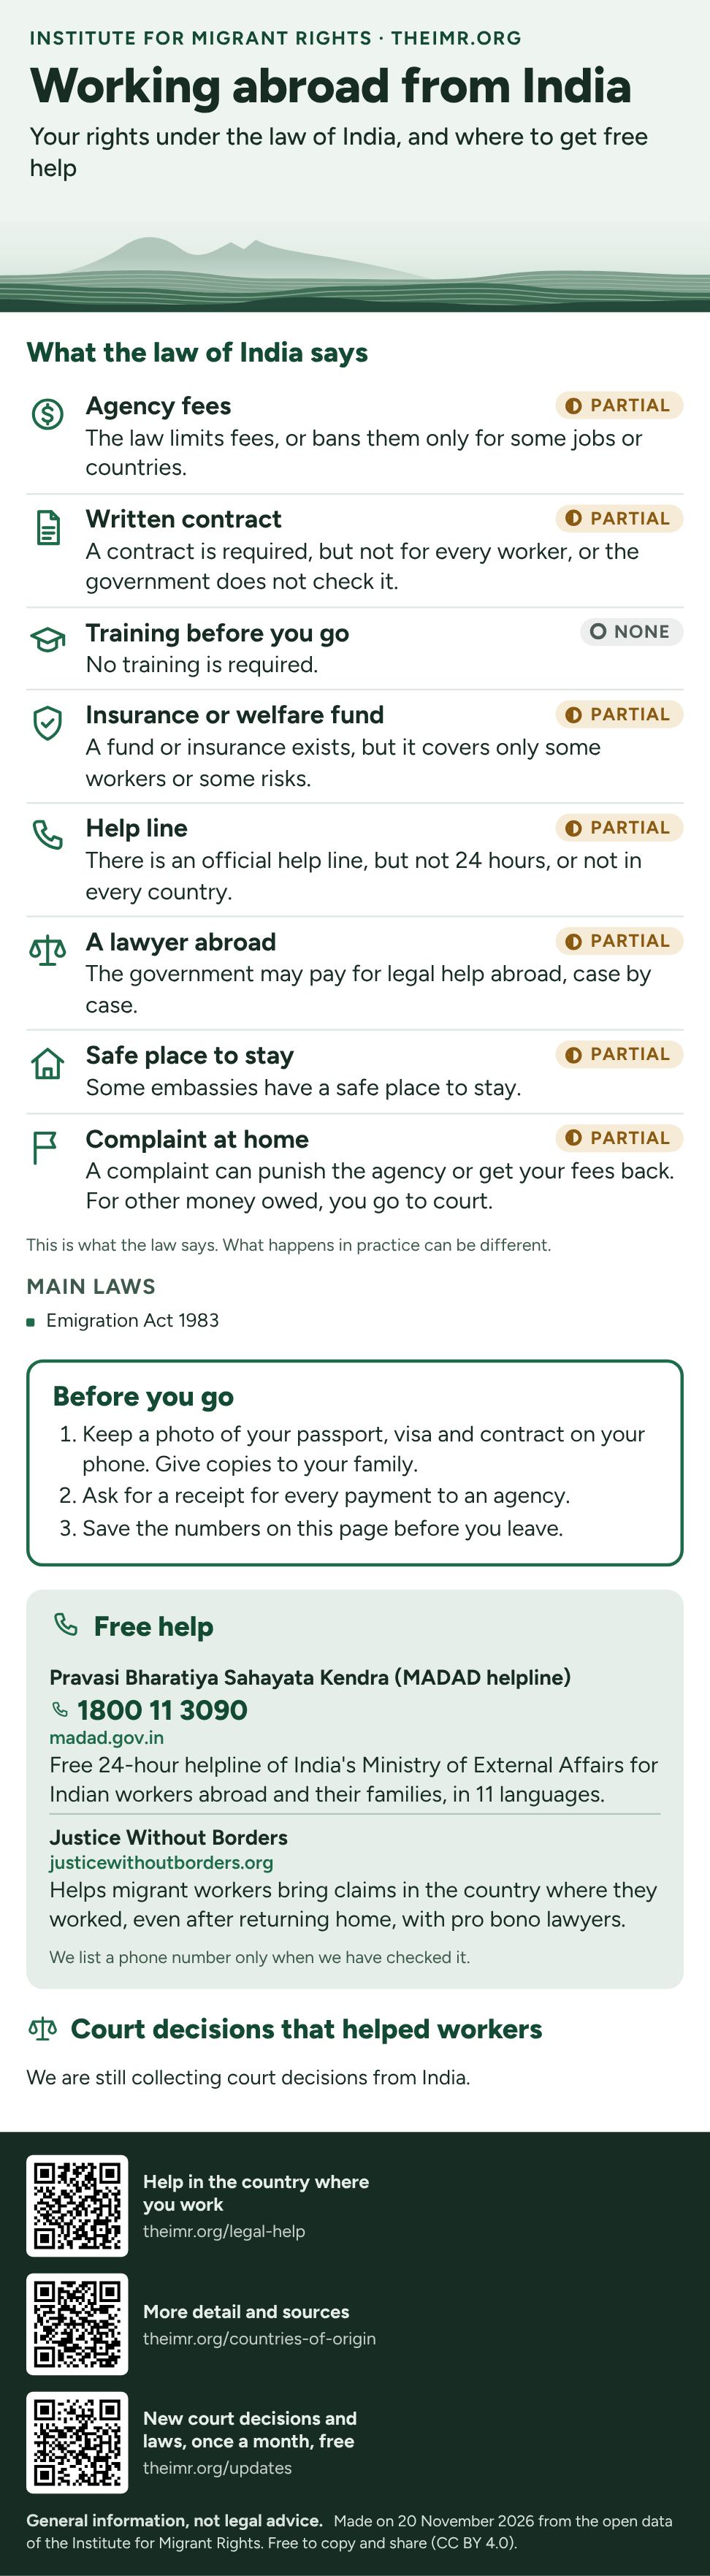 INSTITUTE FOR MIGRANT RIGHTS · THEIMR.ORG
Working abroad from India
Your rights under the law of India, and where to get free
help
What the law of India says
Agency fees
PARTIAL
The law limits fees, or bans them only for some jobs or
countries.
Written contract
PARTIAL
A contract is required, but not for every worker, or the
government does not check it.
Training before you go
NONE
No training is required.
Insurance or welfare fund
PARTIAL
A fund or insurance exists, but it covers only some
workers or some risks.
Help line
PARTIAL
There is an official help line, but not 24 hours, or not in
every country.
A lawyer abroad
PARTIAL
The government may pay for legal help abroad, case by
case.
Safe place to stay
PARTIAL
Some embassies have a safe place to stay.
Complaint at home
PARTIAL
A complaint can punish the agency or get your fees back.
For other money owed, you go to court.
This is what the law says. What happens in practice can be different.
MAIN LAWS
Emigration Act 1983
Before you go
1. Keep a photo of your passport, visa and contract on your
phone. Give copies to your family.
2. Ask for a receipt for every payment to an agency.
3. Save the numbers on this page before you leave.
Free help
Pravasi Bharatiya Sahayata Kendra (MADAD helpline)
1800 11 3090
madad.gov.in
Free 24-hour helpline of India's Ministry of External Affairs for
Indian workers abroad and their families, in 11 languages.
Justice Without Borders
justicewithoutborders.org
Helps migrant workers bring claims in the country where they
worked, even after returning home, with pro bono lawyers.
We list a phone number only when we have checked it.
Court decisions that helped workers
We are still collecting court decisions from India.
Help in the country where
you work
theimr.org/legal-help
More detail and sources
theimr.org/countries-of-origin
New court decisions and
laws, once a month, free
theimr.org/updates
General information, not legal advice. Made on 20 November 2026 from the open data
of the Institute for Migrant Rights. Free to copy and share (CC BY 4.0).